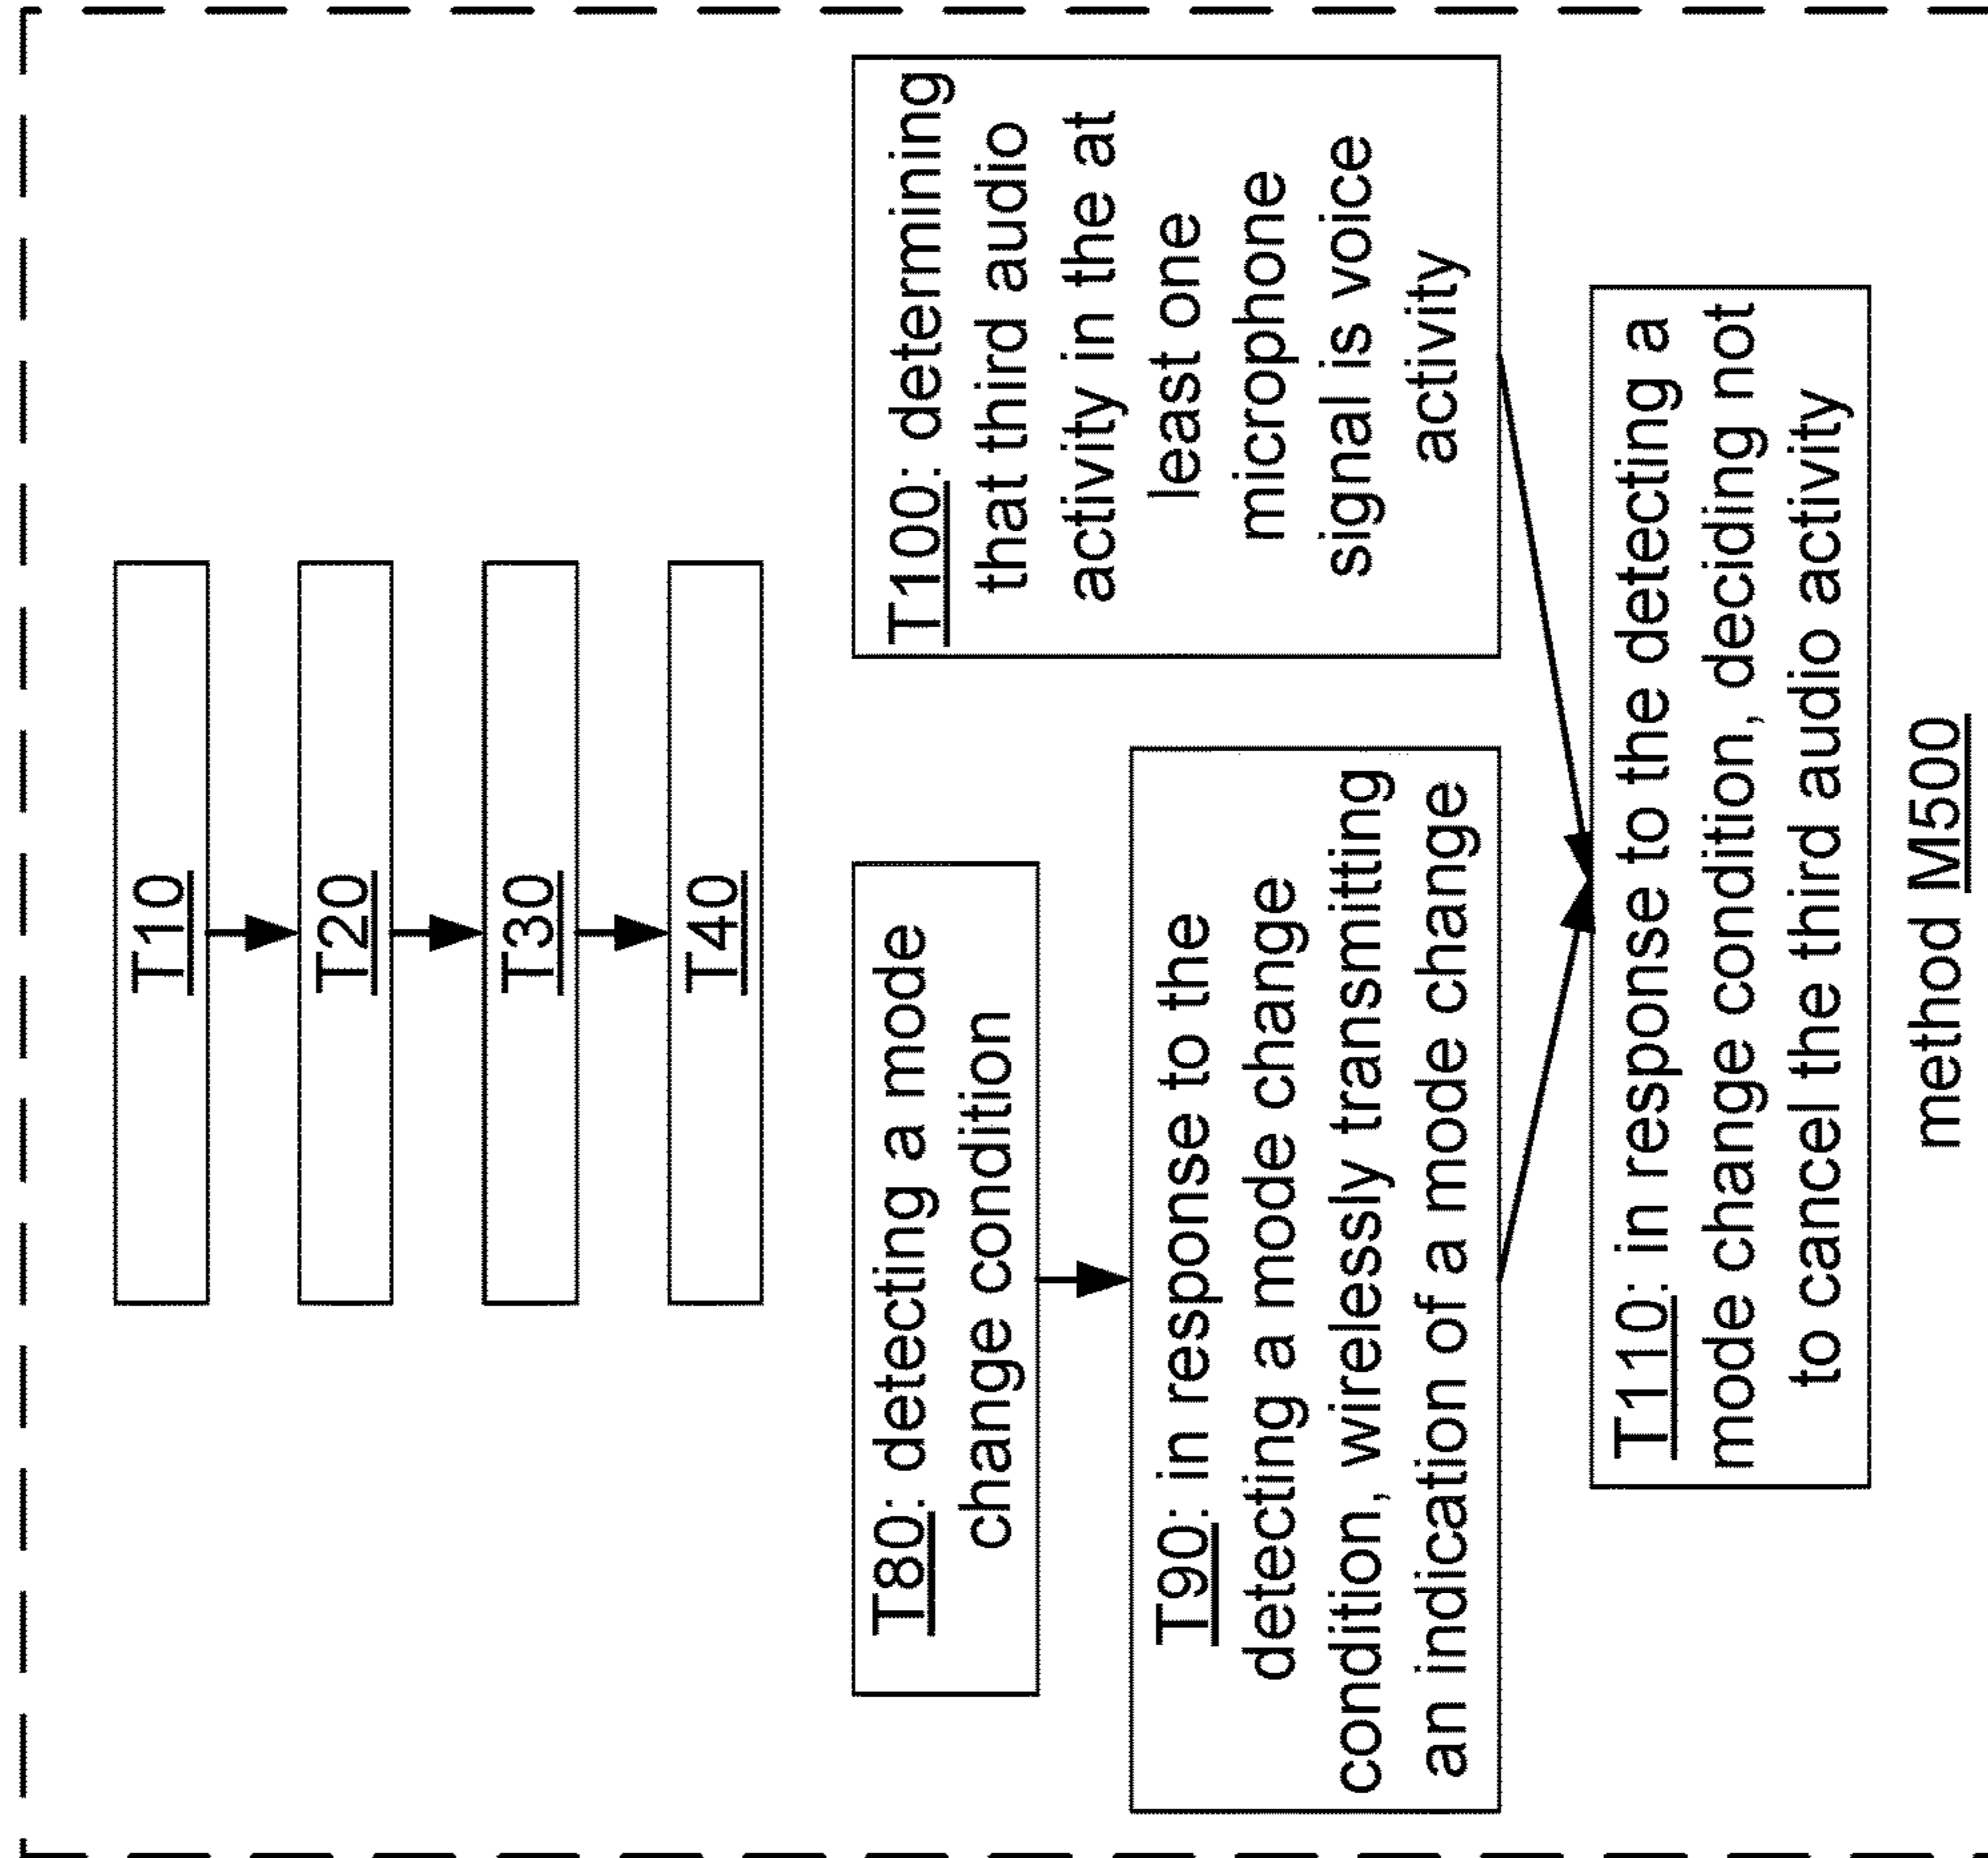 T10
T20
T30
T40
T80: detecting a mode
change condition
T90: in response to the
detecting a mode change
condition, wirelessly transmitting
an indication of a mode change
T100: determining
that third audio
activity in the at
least one
microphone
signal is voice
activity
T110: in response to the detecting a
mode change condition, deciding not
to cancel the third audio activity
method M500